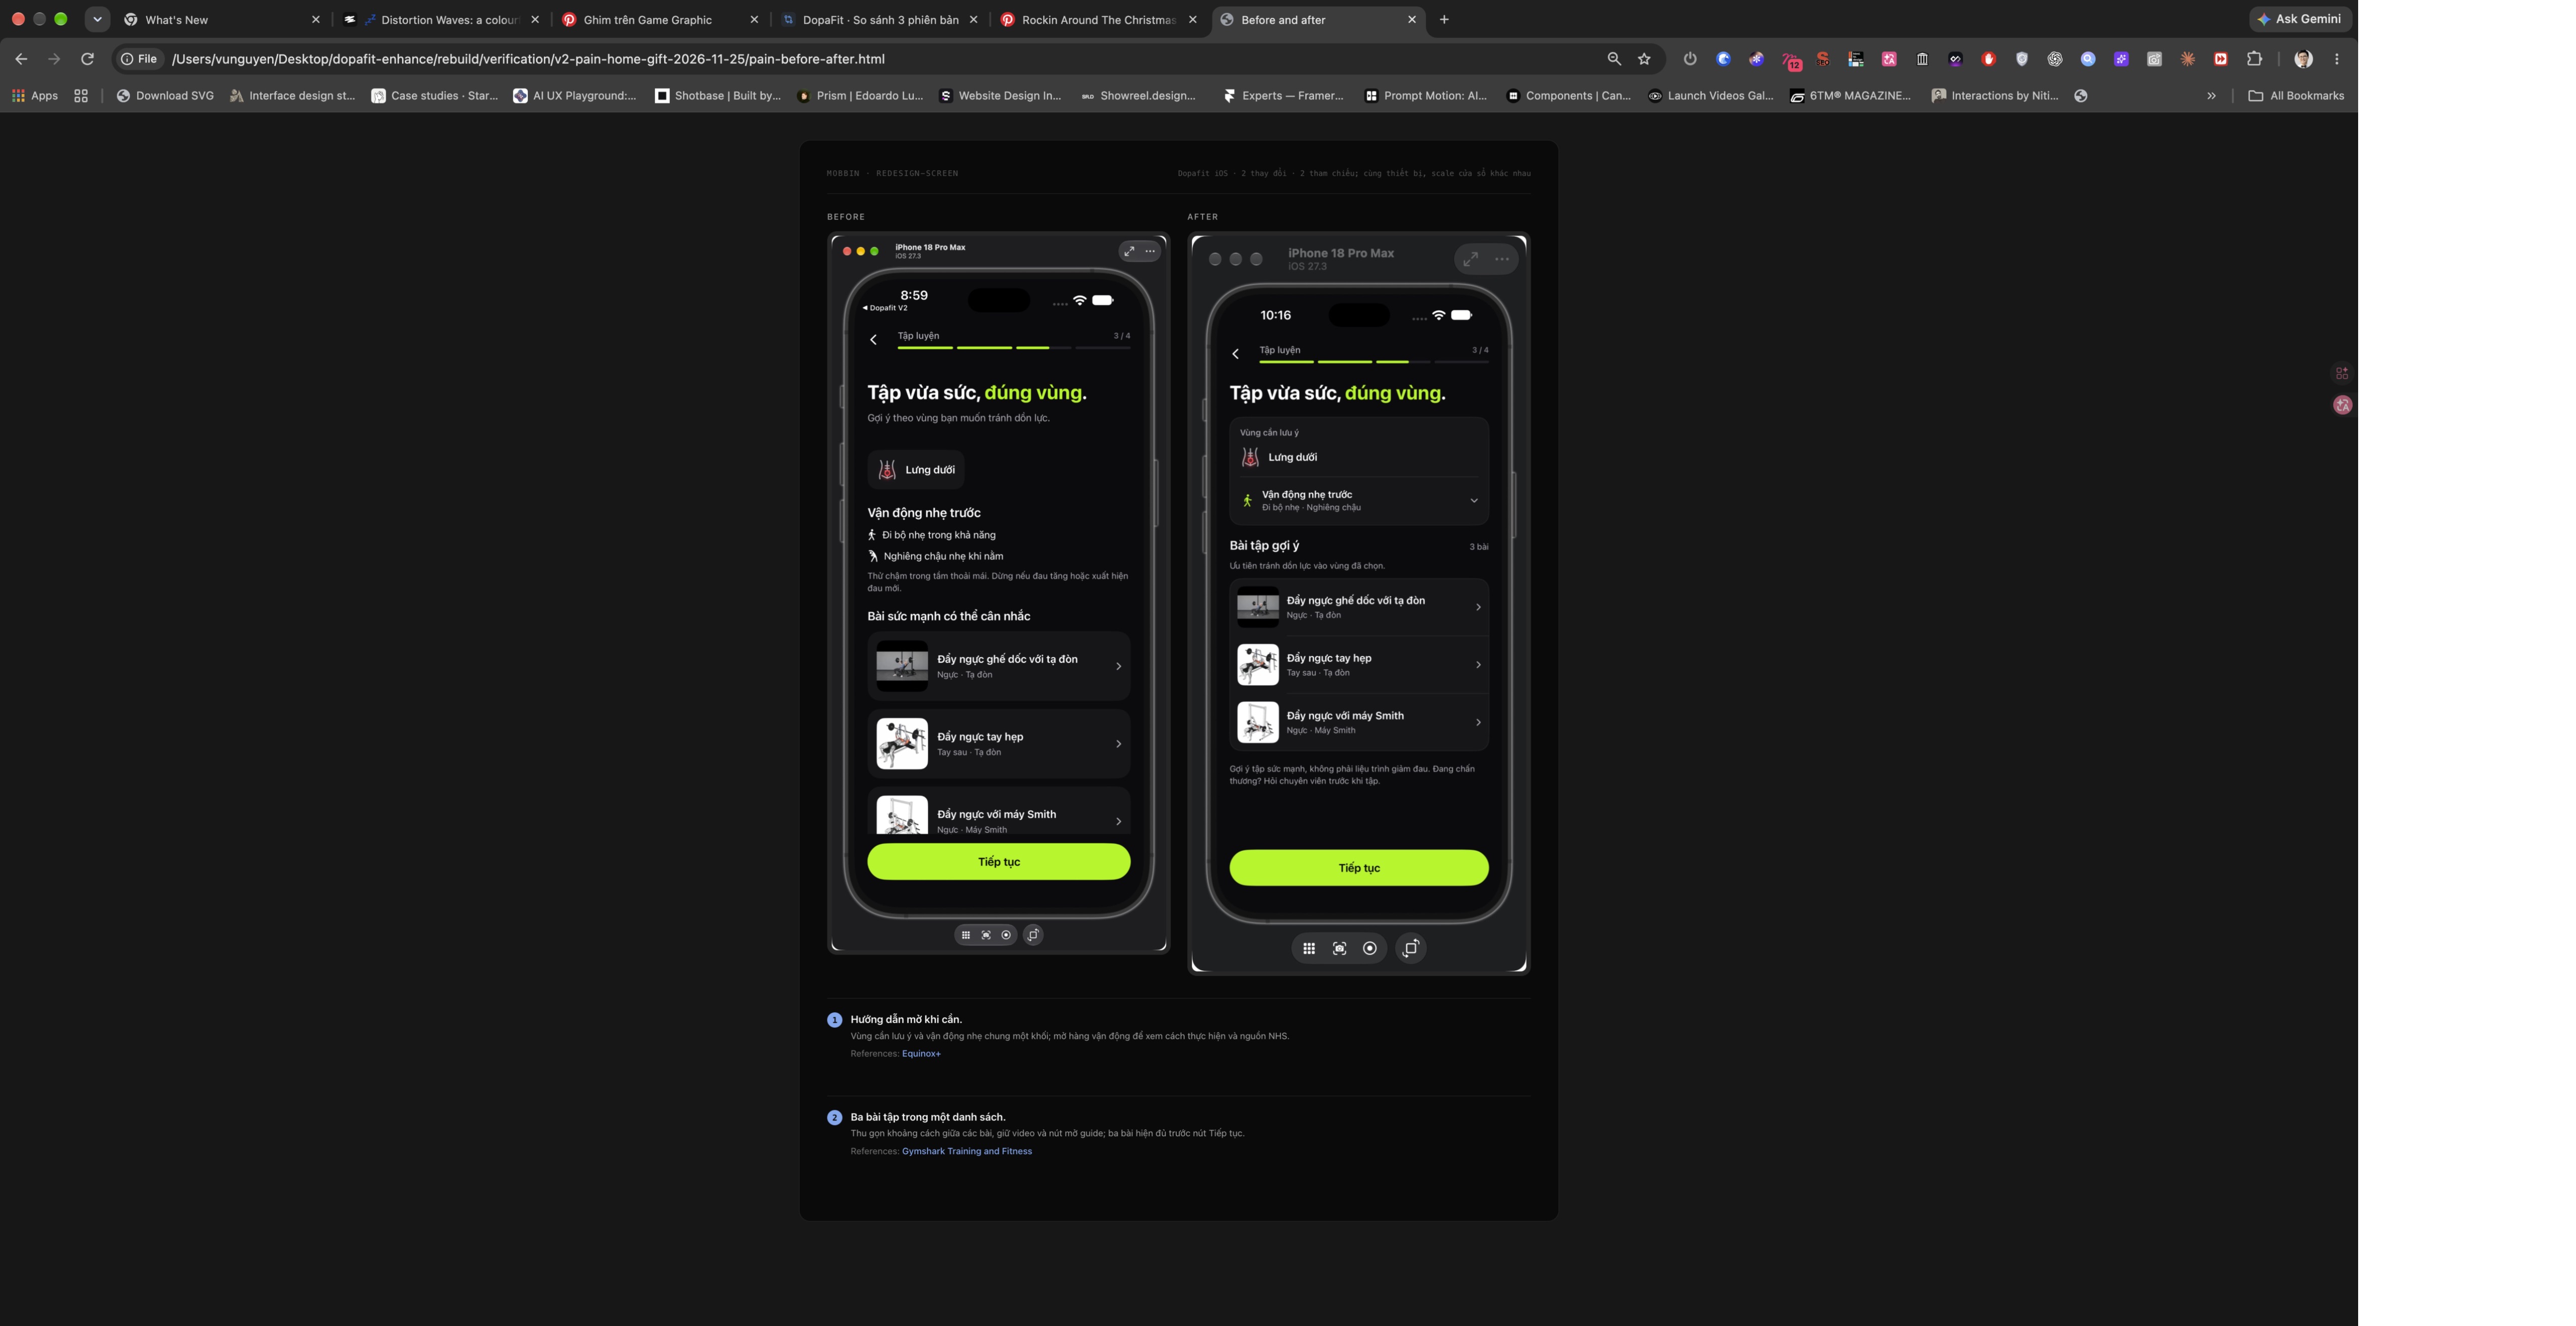 What's New
Distortion Waves: a colour
Ghim trên Game Graphic
DopaFit · So sánh 3 phiên bản
Rockin Around The Christmas
Before and after
Ask Gemini
File
/Users/vunguyen/Desktop/dopafit-enhance/rebuild/verification/v2-pain-home-gift-2026-11-25/pain-before-after.html
12
Apps
Download SVG
Interface design st...
Case studies · Star...
AI UX Playground:...
Shotbase | Built by...
Prism | Edoardo Lu...
Website Design In...
Showreel.design...
Experts — Framer...
Prompt Motion: AI...
Components | Can...
Launch Videos Gal...
6TM® MAGAZINE...
Interactions by Niti...
All Bookmarks
MOBBIN · REDESIGN-SCREEN
Dopafit iOS · 2 thay đổi · 2 tham chiếu; cùng thiết bị, scale cửa sổ khác nhau
BEFORE
iPhone 18 Pro Max
iOS 27.3
8:59
◀ Dopafit V2
Tập luyện
3 / 4
Tập vừa sức, đúng vùng.
Gợi ý theo vùng bạn muốn tránh dồn lực.
Lưng dưới
Vận động nhẹ trước
Đi bộ nhẹ trong khả năng
Nghiêng chậu nhẹ khi nằm
Thử chậm trong tầm thoải mái. Dừng nếu đau tăng hoặc xuất hiện
đau mới.
Bài sức mạnh có thể cân nhắc
Đẩy ngực ghế dốc với tạ đòn
Ngực · Tạ đòn
Đẩy ngực tay hẹp
Tay sau · Tạ đòn
Đẩy ngực với máy Smith
Ngực · Máy Smith
Tiếp tục
AFTER
iPhone 18 Pro Max
iOS 27.3
10:16
Tập luyện
3 / 4
Tập vừa sức, đúng vùng.
Vùng cần lưu ý
Lưng dưới
Vận động nhẹ trước
Đi bộ nhẹ · Nghiêng chậu
Bài tập gợi ý
3 bài
Ưu tiên tránh dồn lực vào vùng đã chọn.
Đẩy ngực ghế dốc với tạ đòn
Ngực · Tạ đòn
Đẩy ngực tay hẹp
Tay sau · Tạ đòn
Đẩy ngực với máy Smith
Ngực · Máy Smith
Gợi ý tập sức mạnh, không phải liệu trình giảm đau. Đang chấn
thương? Hỏi chuyên viên trước khi tập.
Tiếp tục
1
Hướng dẫn mở khi cần.
Vùng cần lưu ý và vận động nhẹ chung một khối; mở hàng vận động để xem cách thực hiện và nguồn NHS.
References: Equinox+
2
Ba bài tập trong một danh sách.
Thu gọn khoảng cách giữa các bài, giữ video và nút mở guide; ba bài hiện đủ trước nút Tiếp tục.
References: Gymshark Training and Fitness